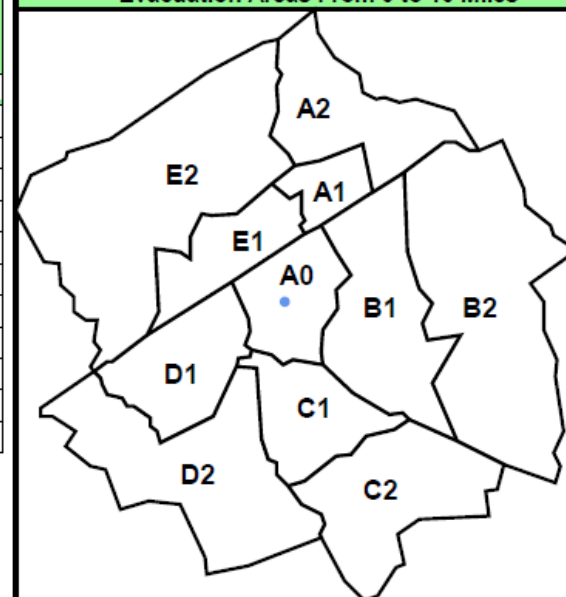 Evacuation Areas From 0 to 10 Miles
A2
E2
A1
E1
A0
B1
B2
D1
C1
D2
C2